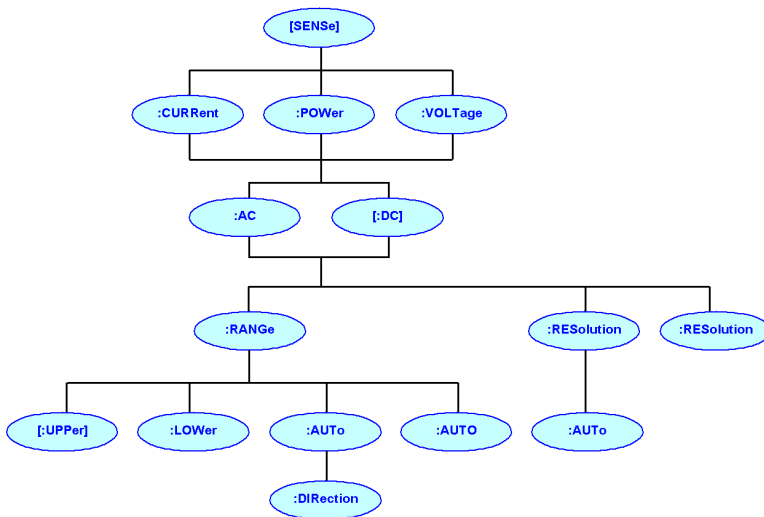 [SENSe]
:CURRent
:POWer
:VOLTage
:AC
[:DC]
:RANGe
:RESolution
:RESolution
[:UPPer]
:LOWer
:AUTo
:AUTO
:AUTo
:DIRection